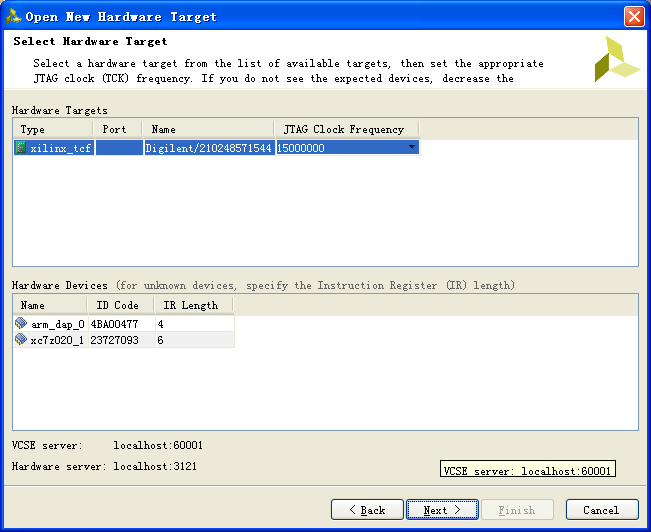 Open New Hardware Target
Select Hardware Target
Select a hardware target from the list of available targets, then set the appropriate
JTAG clock (TCK) frequency. If you do not see the expected devices, decrease the
Hardware Targets
Type Port Name JTAG Clock Frequency
xilinx_tcf Digilent/210248571544 15000000
Hardware Devices (for unknown devices, specify the Instruction Register (IR) length)
Name ID Code IR Length
arm_dap_0 4BA00477 4
xc7z020_1 23727093 6
VCSE server: localhost:60001
Hardware server: localhost:3121
VCSE server: localhost:60001
< Back Next > Finish Cancel